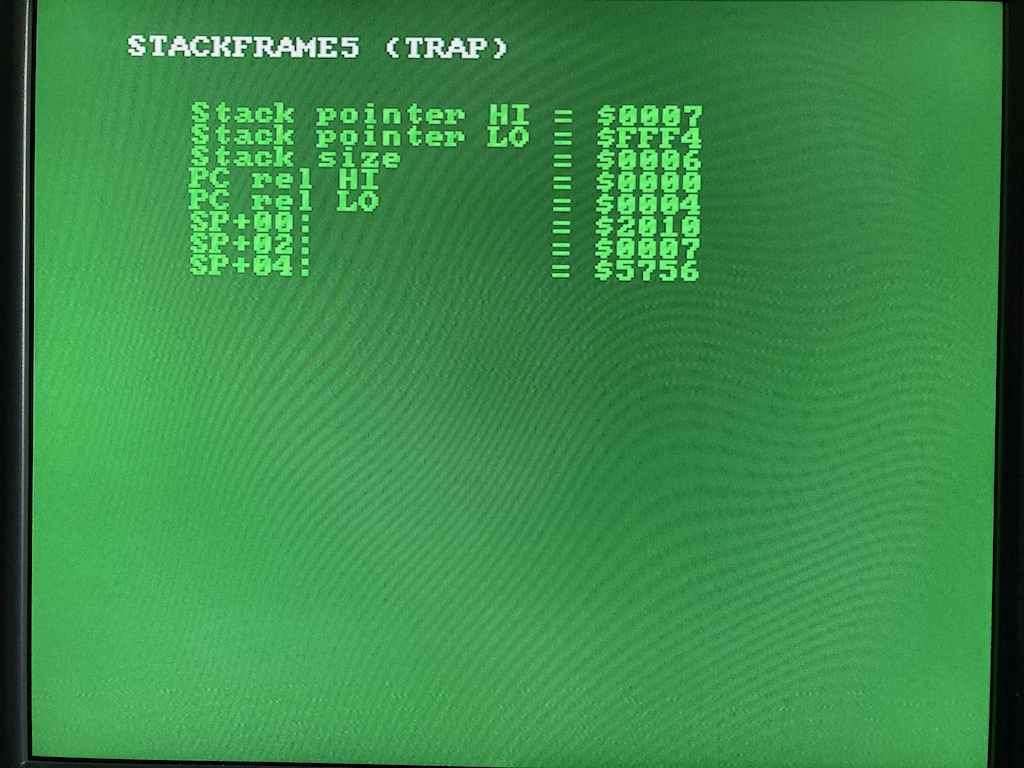 STACKFRAME5 (TRAP)
Stack pointer HI = $0007
Stack pointer LO = $FFF4
Stack size = $0006
PC rel HI = $0000
PC rel LO = $0004
SP+00: = $2010
SP+02: = $0007
SP+04: = $5756